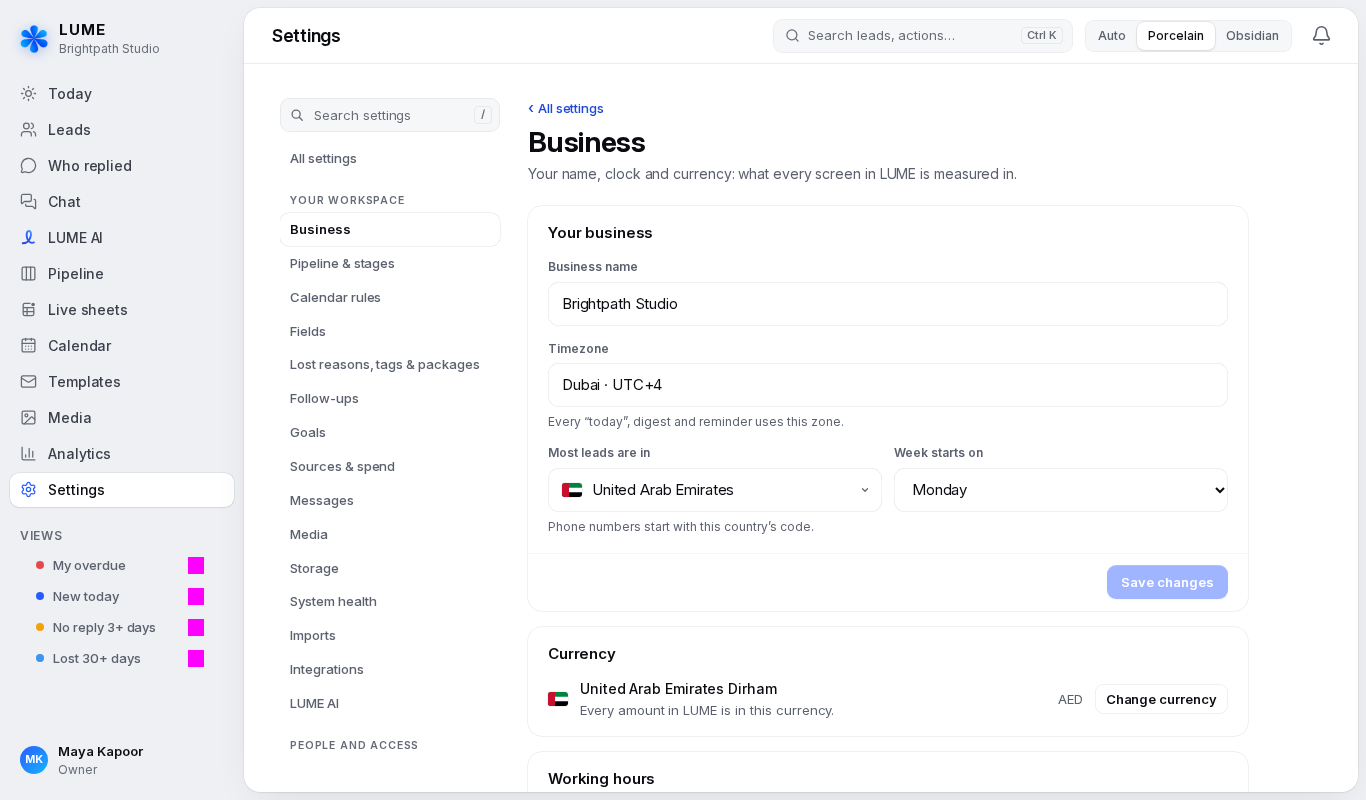 LUME
Brightpath Studio
Today
Leads
Who replied
Chat
LUME AI
Pipeline
Live sheets
Calendar
Templates
Media
Analytics
Settings
VIEWS
My overdue
New today
No reply 3+ days
Lost 30+ days
MK
Maya Kapoor
Owner
Settings
Search leads, actions…
Ctrl K
Auto
Porcelain
Obsidian
Search settings
/
All settings
YOUR WORKSPACE
Business
Pipeline & stages
Calendar rules
Fields
Lost reasons, tags & packages
Follow-ups
Goals
Sources & spend
Messages
Media
Storage
System health
Imports
Integrations
LUME AI
PEOPLE AND ACCESS
‹ All settings
Business
Your name, clock and currency: what every screen in LUME is measured in.
Your business
Business name
Brightpath Studio
Timezone
Dubai · UTC+4
Every “today”, digest and reminder uses this zone.
Most leads are in
Week starts on
United Arab Emirates
Monday
Phone numbers start with this country’s code.
Save changes
Currency
United Arab Emirates Dirham
Every amount in LUME is in this currency.
AED
Change currency
Working hours